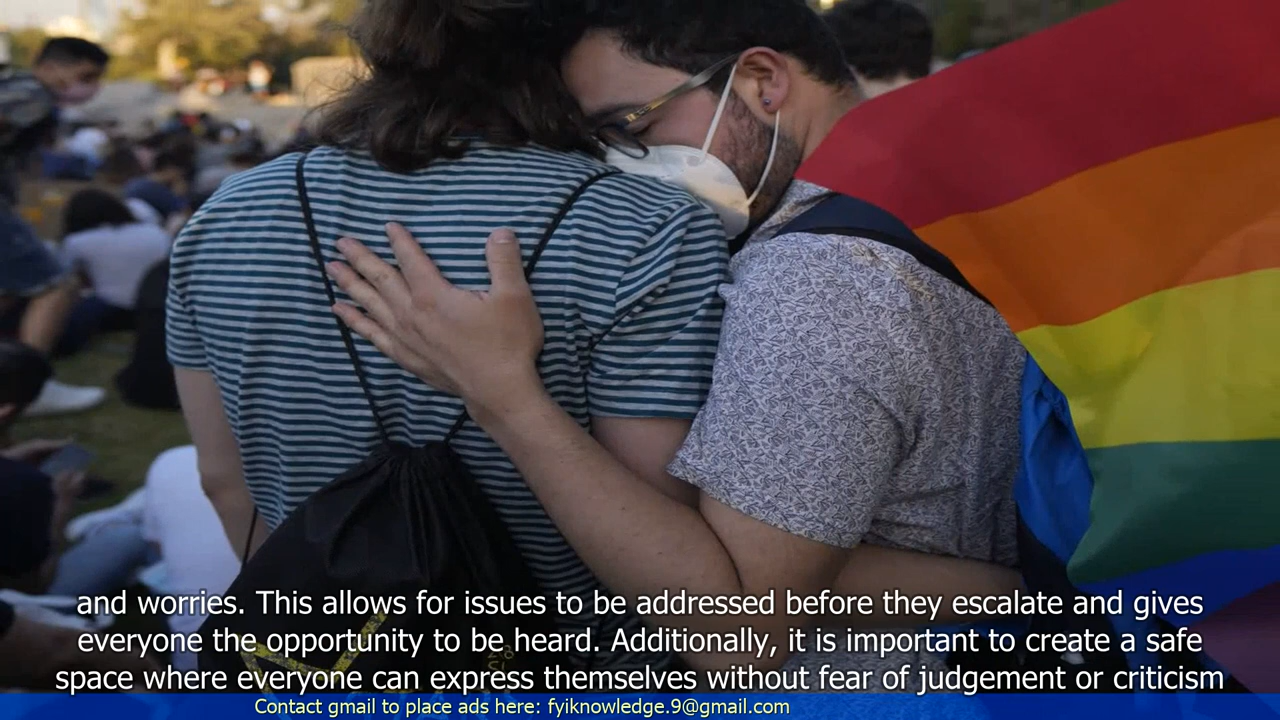 and worries. This allows for issues to be addressed before they escalate and gives
everyone the opportunity to be heard. Additionally, it is important to create a safe
space where everyone can express themselves without fear of judgement or criticism
Contact gmail to place ads here: fyiknowledge.9@gmail.com